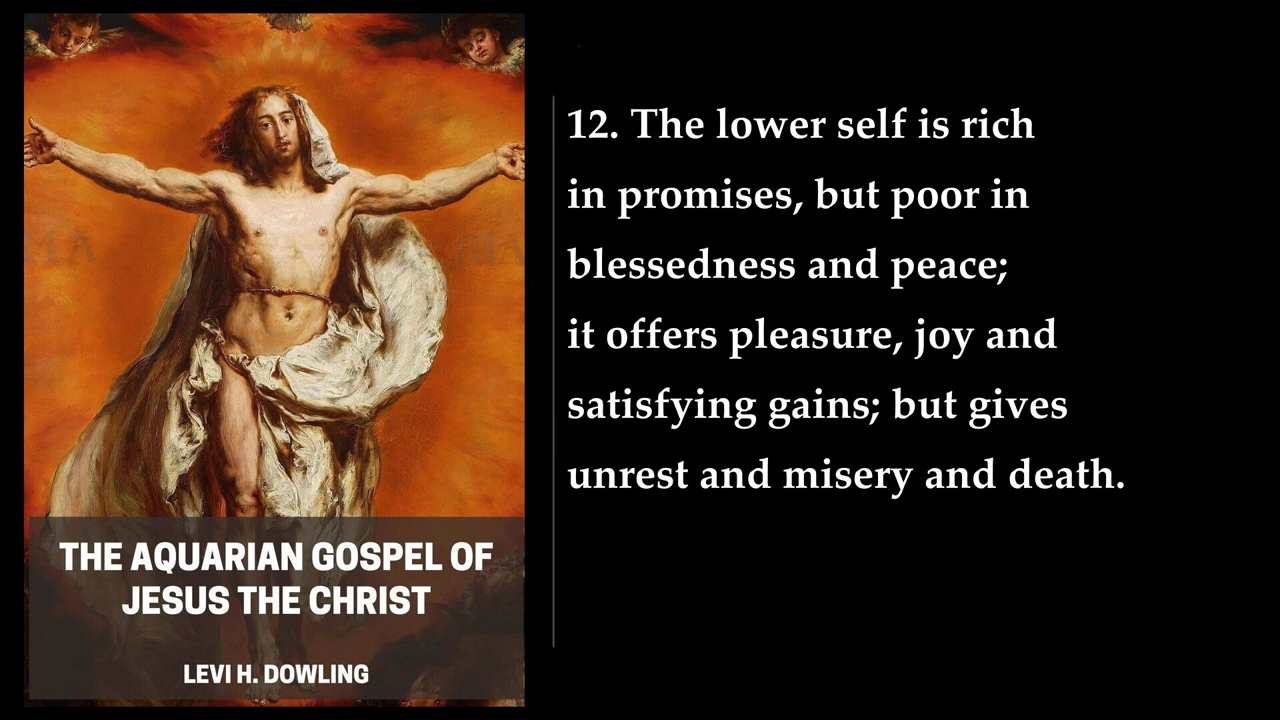 THE AQUARIAN GOSPEL OF
JESUS THE CHRIST
LEVI H. DOWLING
12. The lower self is rich
in promises, but poor in
blessedness and peace;
it offers pleasure, joy and
satisfying gains; but gives
unrest and misery and death.